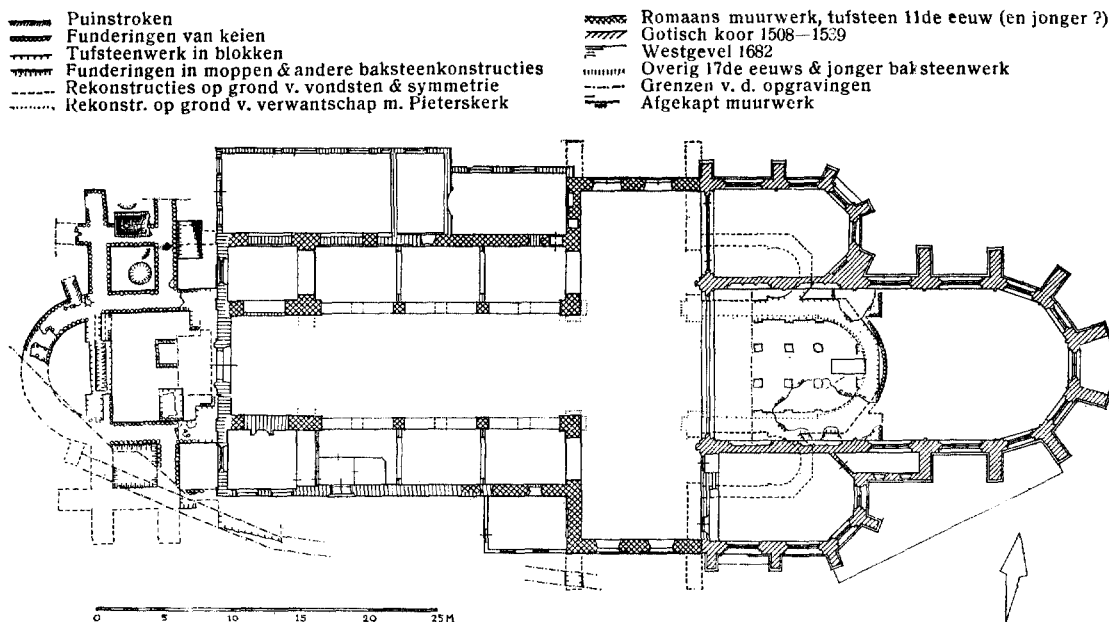 Puinstroken
Funderingen van keien
Tufsteenwerk in blokken
Funderingen in moppen & andere baksteenkonstructies
Rekonstructies op grond v. vondsten & symmetrie
Rekonstr. op grond v. verwantschap m. Pieterskerk
Romaans muurwerk, tufsteen 11de eeuw (en jonger ?)
Gotisch koor 1508—1539
Westgevel 1682
Overig 17de eeuws & jonger baksteenwerk
Grenzen v. d. opgravingen
Afgekapt muurwerk
0 5 10 15 20 25 M